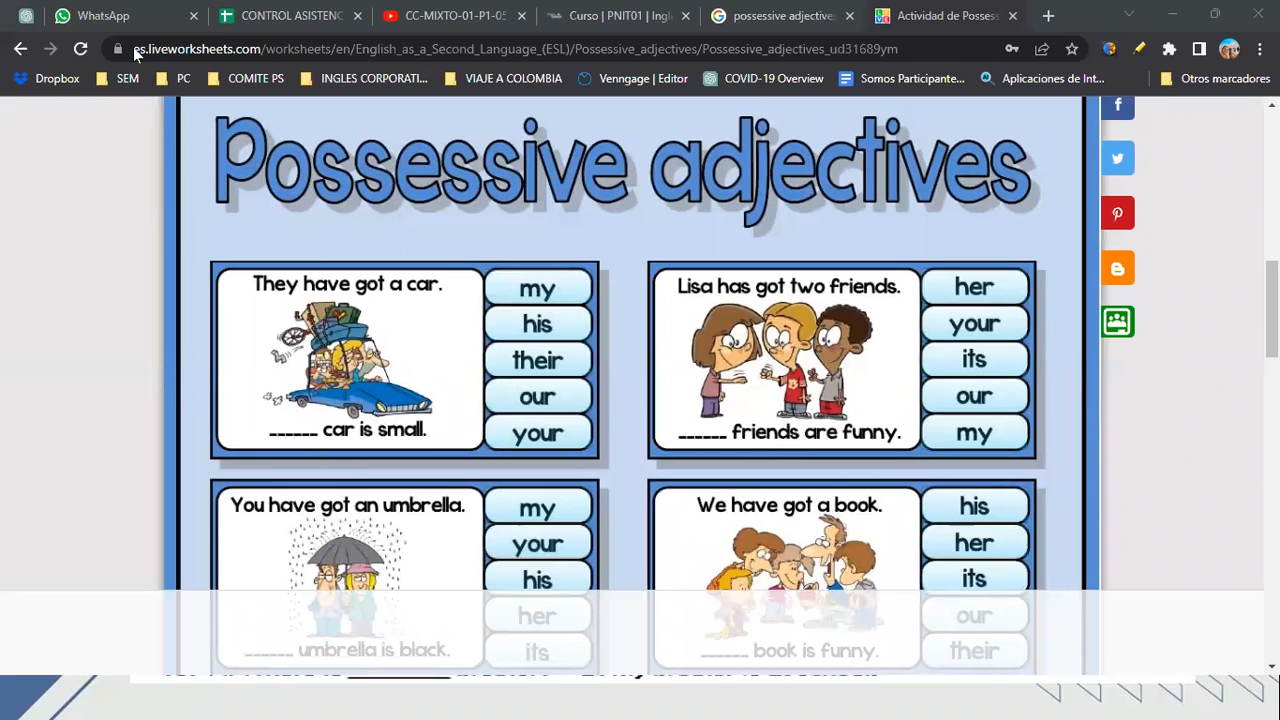 WhatsApp
CONTROL ASISTENC
CC-MIXTO-01-P1-05
Curso | PNIT01 | Ingl
possessive adjectives
Actividad de Possess
es.liveworksheets.com/worksheets/en/English_as_a_Second_Language_(ESL)/Possessive_adjectives/Possessive_adjectives_ud31689ym
Dropbox
SEM
PC
COMITE PS
INGLES CORPORATI...
VIAJE A COLOMBIA
Venngage | Editor
COVID-19 Overview
Somos Participante...
Aplicaciones de Int...
Otros marcadores
Possessive adjectives
They have got a car.
my
his
their
our
your
______ car is small.
Lisa has got two friends.
her
your
its
our
my
______ friends are funny.
You have got an umbrella.
my
your
his
her
its
______ umbrella is black.
We have got a book.
his
her
its
our
their
______ book is funny.